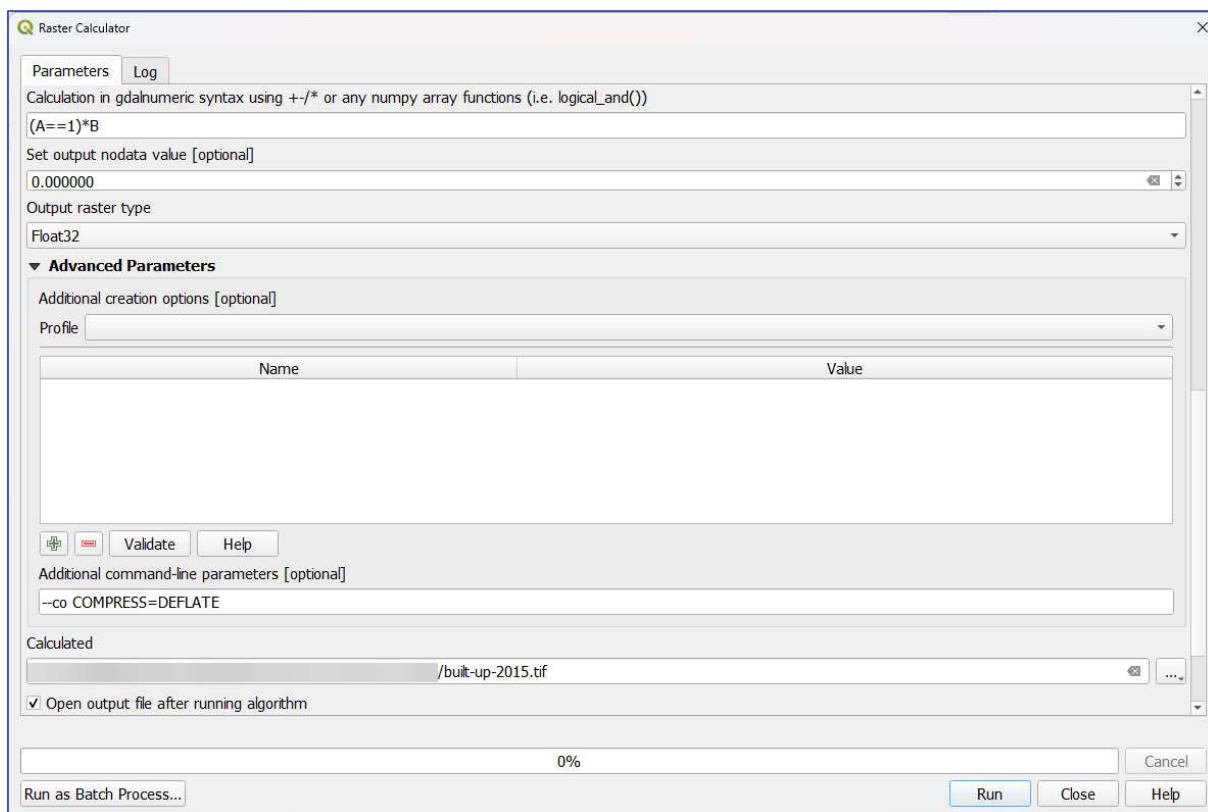 Raster Calculator
Parameters Log
Calculation in gdalnumeric syntax using +-/* or any numpy array functions (i.e. logical_and())
(A==1)*B
Set output nodata value [optional]
0.000000
Output raster type
Float32
Advanced Parameters
Additional creation options [optional]
Profile
Name Value
Validate Help
Additional command-line parameters [optional]
--co COMPRESS=DEFLATE
Calculated
/built-up-2015.tif
...
Open output file after running algorithm
0% Cancel
Run as Batch Process... Run Close Help